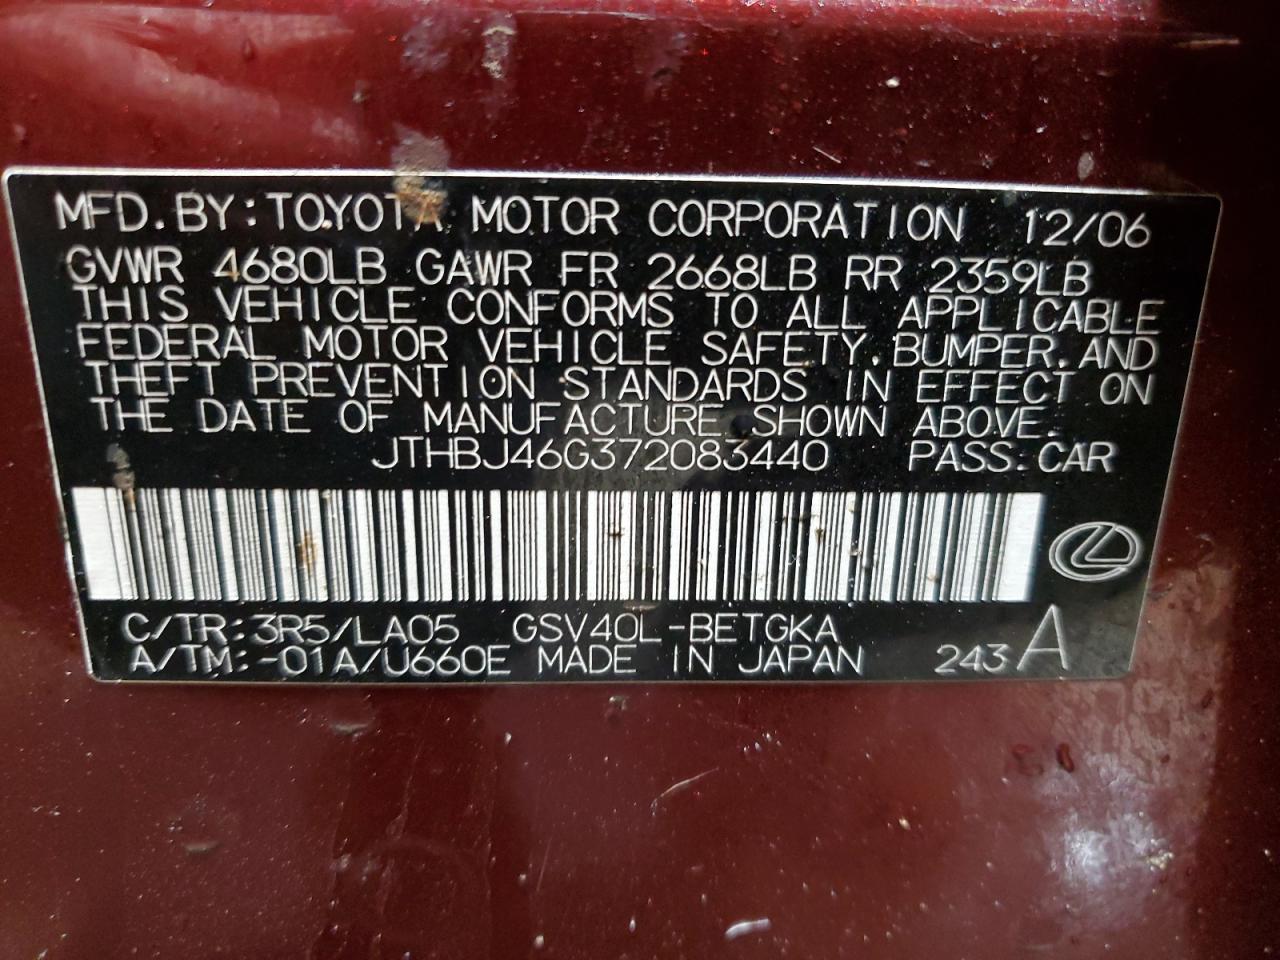 MFD. BY: TOYOTA MOTOR CORPORATION 12/06
GVWR 4680LB GAWR FR 2668LB RR 2359LB
THIS VEHICLE CONFORMS TO ALL APPLICABLE
FEDERAL MOTOR VEHICLE SAFETY, BUMPER, AND
THEFT PREVENTION STANDARDS IN EFFECT ON
THE DATE OF MANUFACTURE SHOWN ABOVE.
JTHBJ46G372083440 PASS. CAR
C/TR: 3R5/LA05 GSV40L-BETGKA
A/TM: -01A/U660E MADE IN JAPAN 243 A